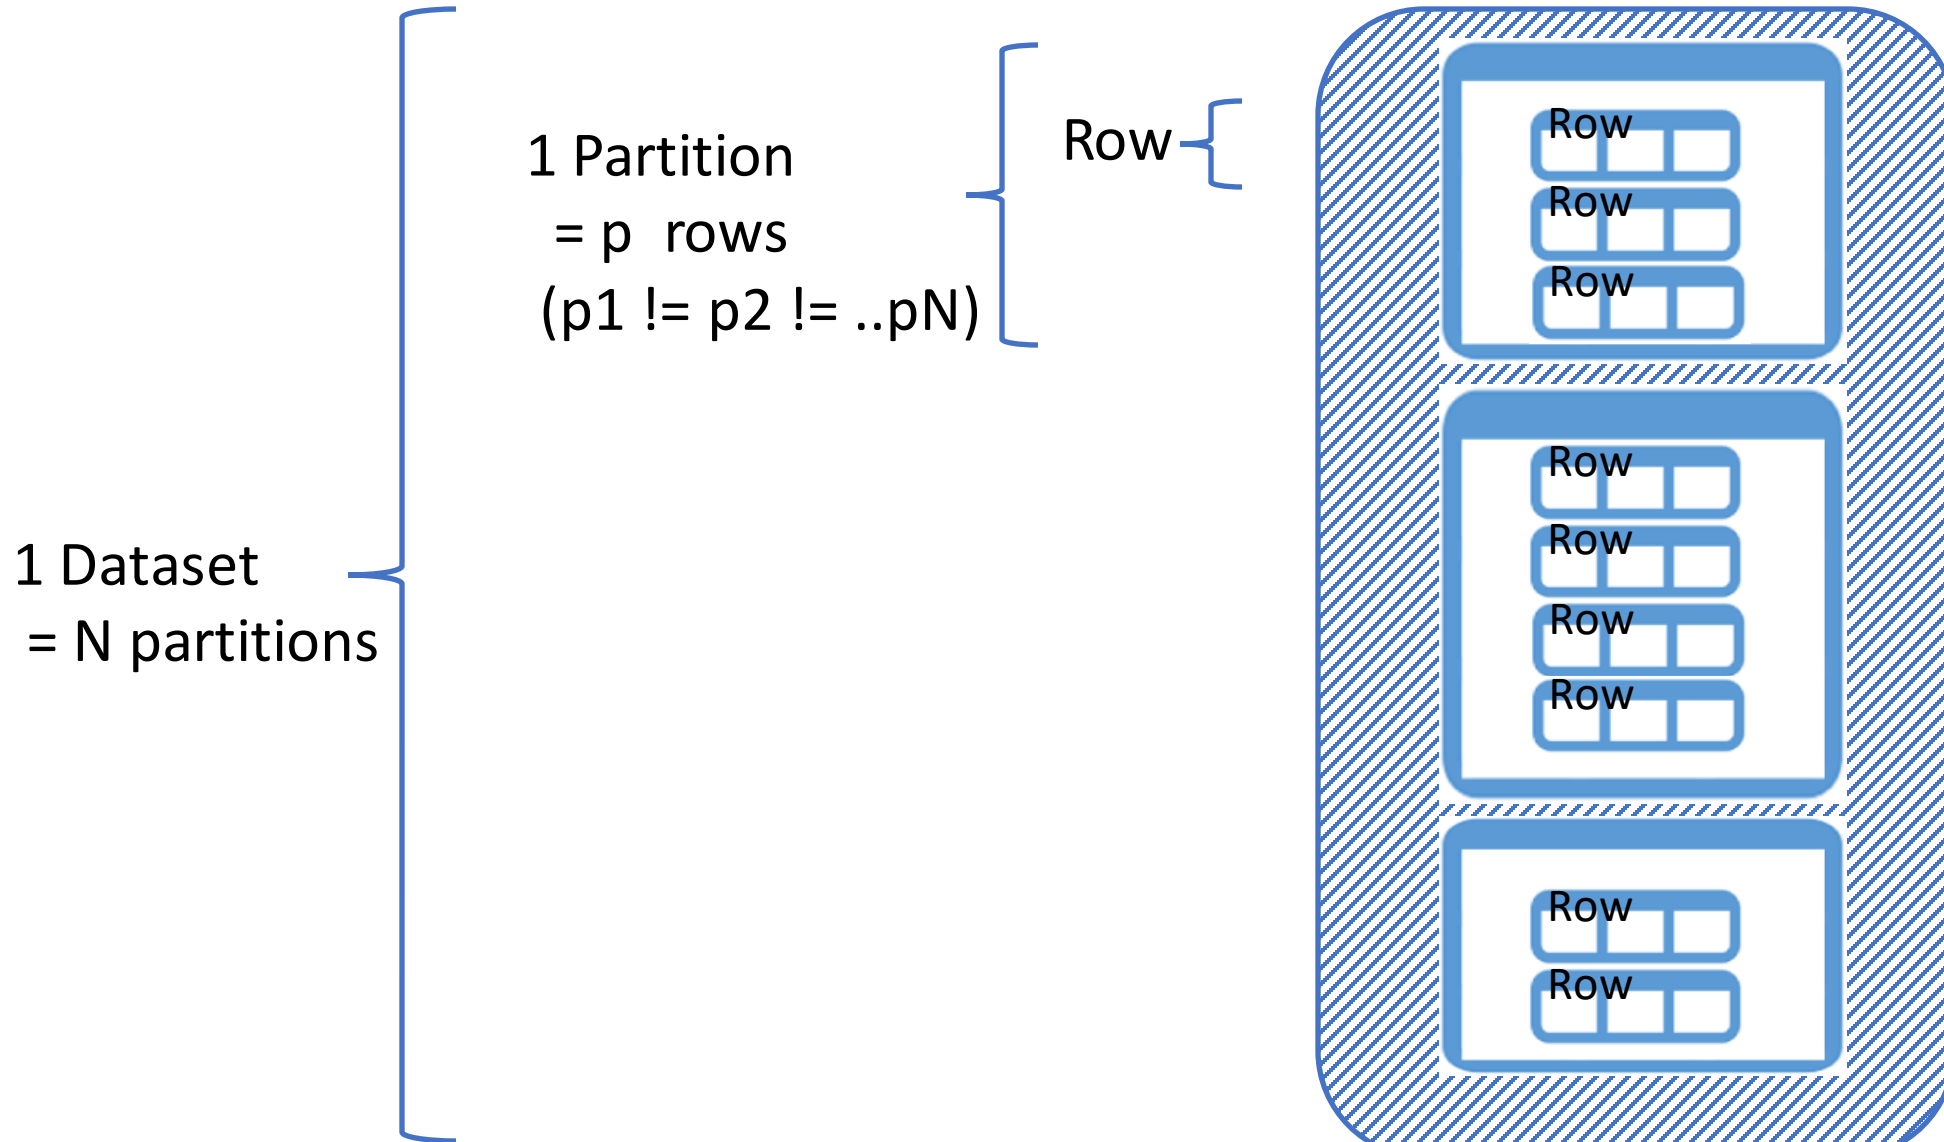 1 Dataset
= N partitions
1 Partition
= p rows
(p1 != p2 != ..pN)
Row
Row
Row
Row
Row
Row
Row
Row
Row
Row